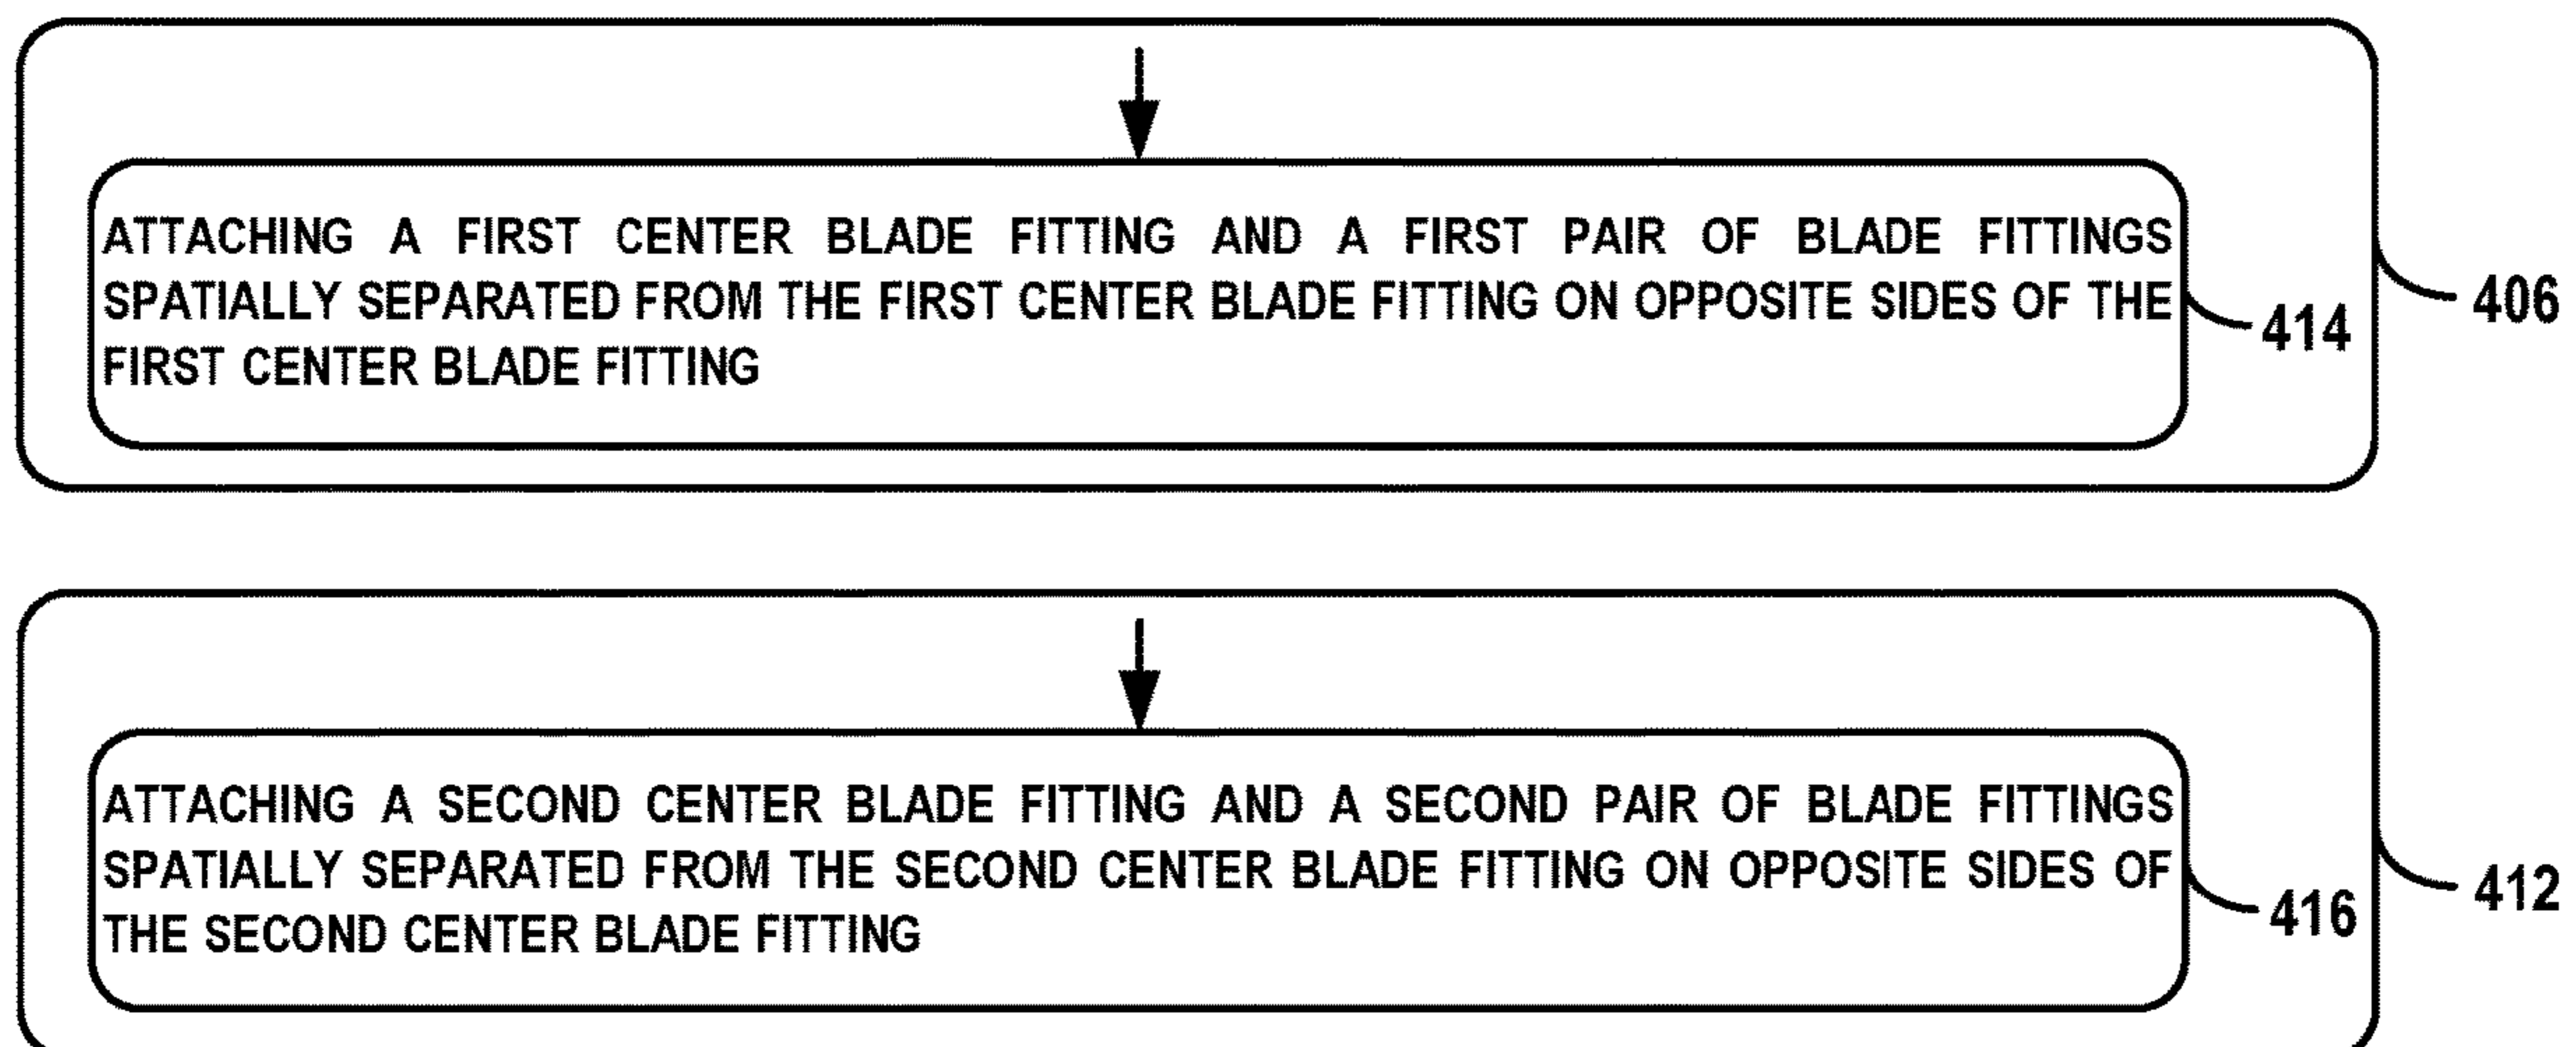 ATTACHING A FIRST CENTER BLADE FITTING AND A FIRST PAIR OF BLADE FITTINGS
SPATIALLY SEPARATED FROM THE FIRST CENTER BLADE FITTING ON OPPOSITE SIDES OF THE
FIRST CENTER BLADE FITTING
414
406
ATTACHING A SECOND CENTER BLADE FITTING AND A SECOND PAIR OF BLADE FITTINGS
SPATIALLY SEPARATED FROM THE SECOND CENTER BLADE FITTING ON OPPOSITE SIDES OF
THE SECOND CENTER BLADE FITTING
416
412